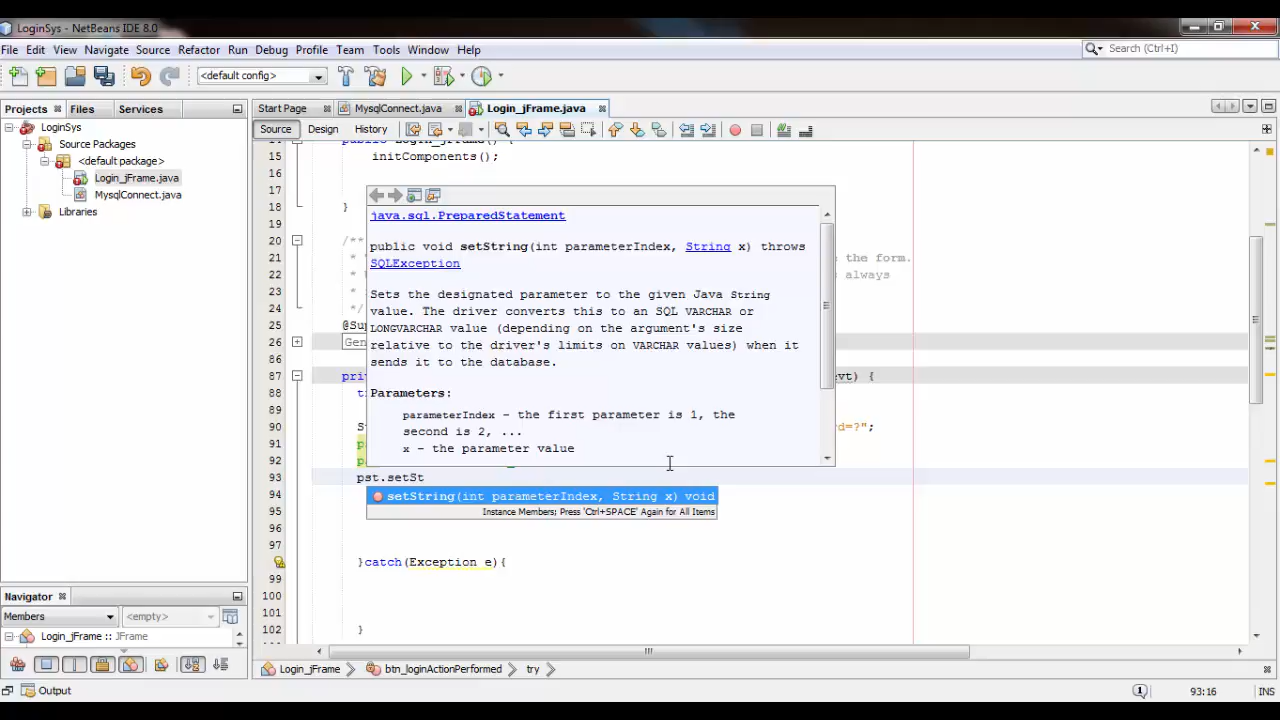 LoginSys - NetBeans IDE 8.0
File Edit View Navigate Source Refactor Run Debug Profile Team Tools Window Help
Search (Ctrl+I)
<default config>
Projects Files Services
Start Page MysqlConnect.java Login_jFrame.java
LoginSys
Source Packages
<default package>
Login_jFrame.java
MysqlConnect.java
Libraries
Source Design History
public Login_jFrame() {
15 initComponents();
16
17
18 }
19
20 /**
21 * the form.
22 * always
23 *
24 */
25
26 Gen
86
87 evt) {
88
89
90 d=?";
91
92
93 pst.setSt
94
95
96
97
}catch(Exception e){
99
100
101
102 }
java.sql.PreparedStatement
public void setString(int parameterIndex, String x) throws
SQLException
Sets the designated parameter to the given Java String
value. The driver converts this to an SQL VARCHAR or
LONGVARCHAR value (depending on the argument's size
relative to the driver's limits on VARCHAR values) when it
sends it to the database.
Parameters:
parameterIndex - the first parameter is 1, the
second is 2, ...
x - the parameter value
setString(int parameterIndex, String x) void
Instance Members; Press 'Ctrl+SPACE' Again for All Items
Navigator
Members <empty>
Login_jFrame :: JFrame
Login_jFrame btn_loginActionPerformed try
Output
1 93:16 INS